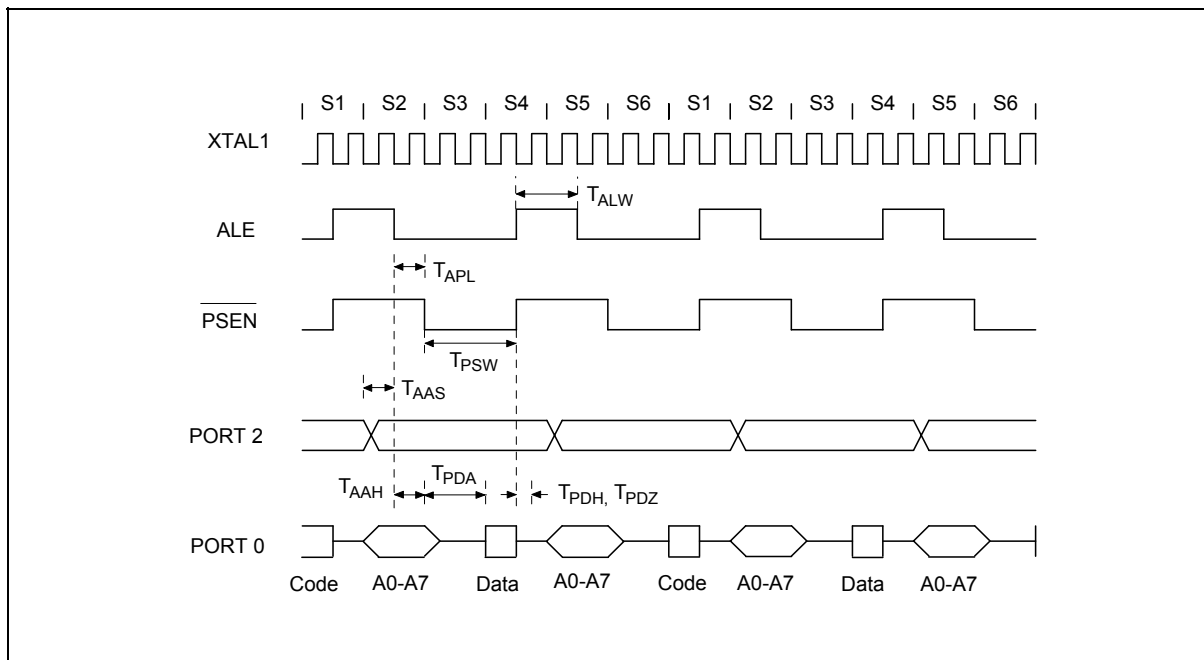 S1 S2 S3 S4 S5 S6 S1 S2 S3 S4 S5 S6
XTAL1
TALW
ALE
TAPL
PSEN
TPSW
TAAS
PORT 2
TAAH
TPDA
TPDH, TPDZ
PORT 0
Code A0-A7 Data A0-A7 Code A0-A7 Data A0-A7